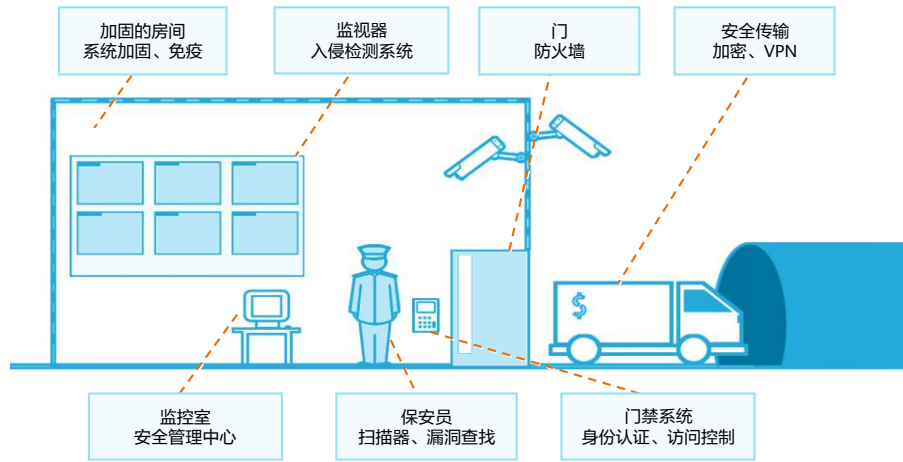 加固的房间
系统加固、免疫
监视器
入侵检测系统
门
防火墙
安全传输
加密、VPN
$
监控室
安全管理中心
保安员
扫描器、漏洞查找
门禁系统
身份认证、访问控制